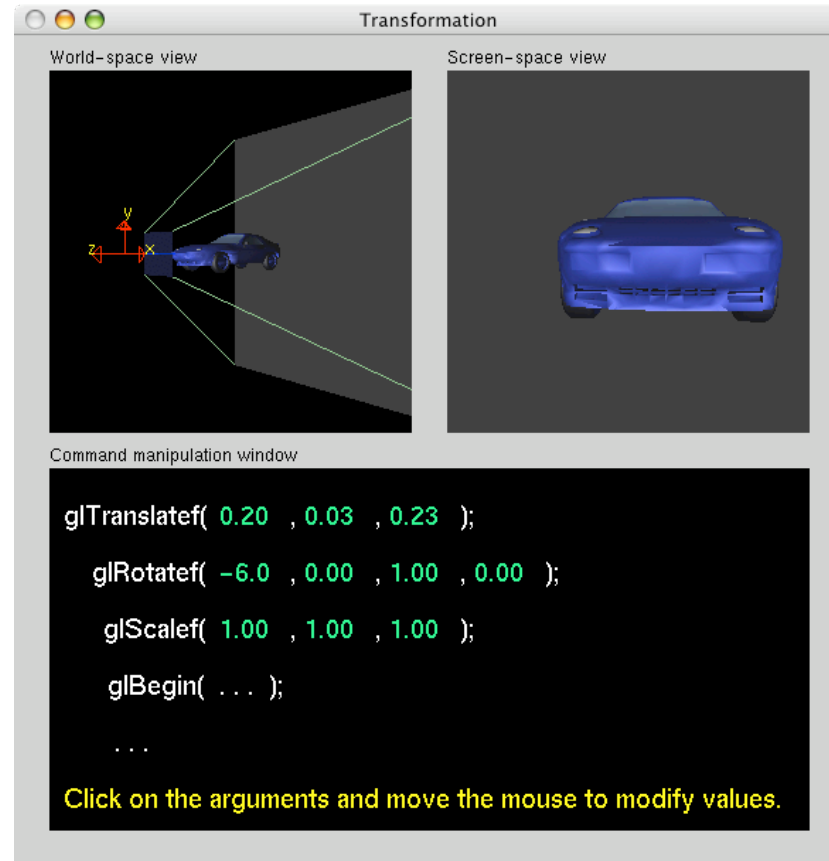 Transformation
World-space view
Screen-space view
y
z
x
Command manipulation window
glTranslatef( 0.20 , 0.03 , 0.23 );
glRotatef( -6.0 , 0.00 , 1.00 , 0.00 );
glScalef( 1.00 , 1.00 , 1.00 );
glBegin( ... );
...
Click on the arguments and move the mouse to modify values.